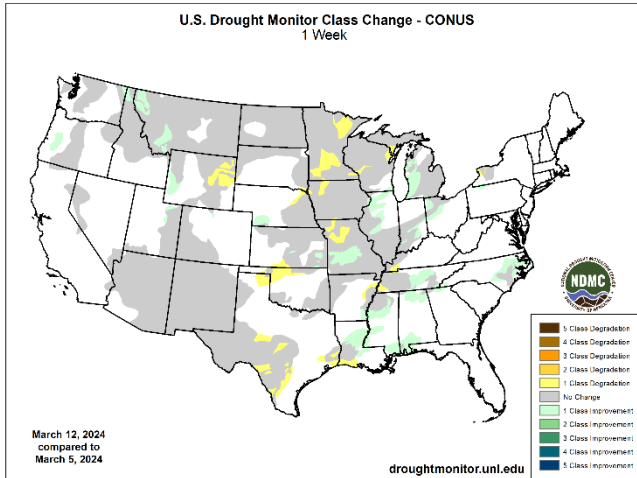 U.S. Drought Monitor Class Change - CONUS
1 Week
NDMC
5 Class Degradation
4 Class Degradation
3 Class Degradation
2 Class Degradation
1 Class Degradation
No Change
1 Class Improvement
2 Class Improvement
3 Class Improvement
4 Class Improvement
5 Class Improvement
March 12, 2024
compared to
March 5, 2024
droughtmonitor.unl.edu